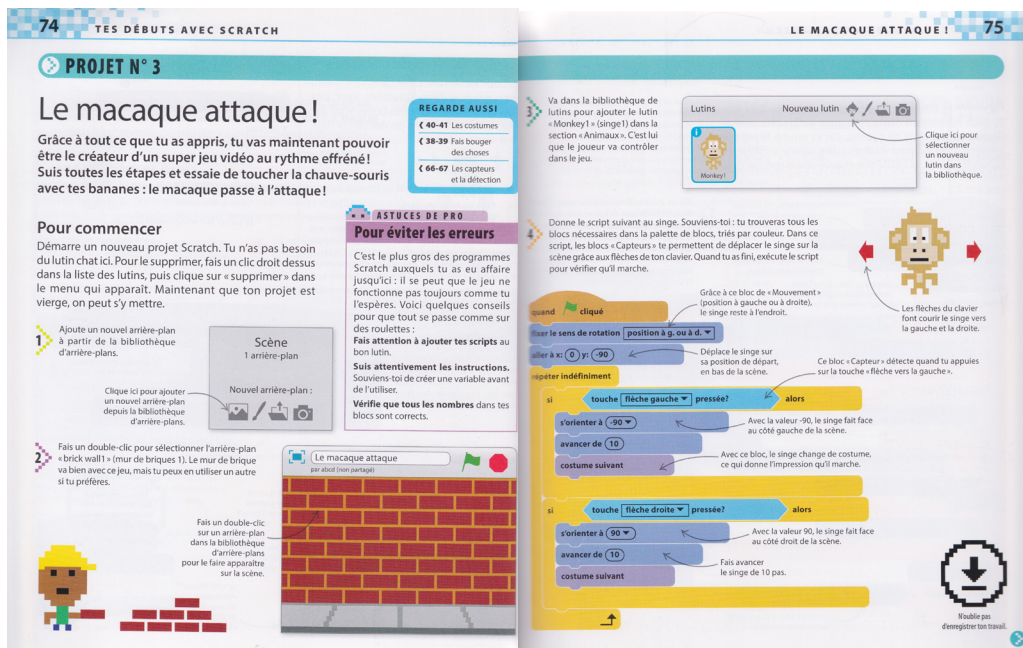 74
TES DÉBUTS AVEC SCRATCH
PROJET N° 3
Le macaque attaque !
Grâce à tout ce que tu as appris, tu vas maintenant pouvoir
être le créateur d'un super jeu vidéo au rythme effréné !
Suis toutes les étapes et essaie de toucher la chauve-souris
avec tes bananes : le macaque passe à l'attaque !
REGARDE AUSSI
❮ 40-41 Les costumes
❮ 38-39 Fais bouger
des choses
❮ 66-67 Les capteurs
et la détection
Pour commencer
Démarre un nouveau projet Scratch. Tu n'as pas besoin
du lutin chat ici. Pour le supprimer, fais un clic droit dessus
dans la liste des lutins, puis clique sur « supprimer » dans
le menu qui apparaît. Maintenant que ton projet est
vierge, on peut s'y mettre.
1
Ajoute un nouvel arrière-plan
à partir de la bibliothèque
d'arrière-plans.
Clique ici pour ajouter
un nouvel arrière-plan
depuis la bibliothèque
d'arrière-plans.
Scène
1 arrière-plan
Nouvel arrière-plan :
ASTUCES DE PRO
Pour éviter les erreurs
C'est le plus gros des programmes
Scratch auxquels tu as eu affaire
jusqu'ici : il se peut que le jeu ne
fonctionne pas toujours comme tu
l'espères. Voici quelques conseils
pour que tout se passe comme sur
des roulettes :
Fais attention à ajouter tes scripts au
bon lutin.
Suis attentivement les instructions.
Souviens-toi de créer une variable avant
de l'utiliser.
Vérifie que tous les nombres dans tes
blocs sont corrects.
2
Fais un double-clic pour sélectionner l'arrière-plan
« brick wall1 » (mur de briques 1). Le mur de brique
va bien avec ce jeu, mais tu peux en utiliser un autre
si tu préfères.
Fais un double-clic
sur un arrière-plan
dans la bibliothèque
d'arrière-plans
pour le faire apparaître
sur la scène.
Le macaque attaque
par abcd (non partagé)
LE MACAQUE ATTAQUE !
75
3
Va dans la bibliothèque de
lutins pour ajouter le lutin
« Monkey1 » (singe1) dans la
section « Animaux ». C'est lui
que le joueur va contrôler
dans le jeu.
Lutins
Nouveau lutin
Monkey1
Clique ici pour
sélectionner
un nouveau
lutin dans
la bibliothèque.
4
Donne le script suivant au singe. Souviens-toi : tu trouveras tous les
blocs nécessaires dans la palette de blocs, triés par couleur. Dans ce
script, les blocs « Capteurs » te permettent de déplacer le singe sur la
scène grâce aux flèches de ton clavier. Quand tu as fini, exécute le script
pour vérifier qu'il marche.
Les flèches du clavier
font courir le singe vers
la gauche et la droite.
quand cliqué
fixer le sens de rotation position à g. ou à d.
aller à x: 0 y: -90
répéter indéfiniment
si touche flèche gauche pressée? alors
s'orienter à -90
avancer de 10
costume suivant
si touche flèche droite pressée? alors
s'orienter à 90
avancer de 10
costume suivant
Grâce à ce bloc de « Mouvement »
(position à gauche ou à droite),
le singe reste à l'endroit.
Déplace le singe sur
sa position de départ,
en bas de la scène.
Ce bloc « Capteur » détecte quand tu appuies
sur la touche « flèche vers la gauche ».
Avec la valeur -90, le singe fait face
au côté gauche de la scène.
Avec ce bloc, le singe change de costume,
ce qui donne l'impression qu'il marche.
Avec la valeur 90, le singe fait face
au côté droit de la scène.
Fais avancer
le singe de 10 pas.
N'oublie pas
d'enregistrer ton travail.